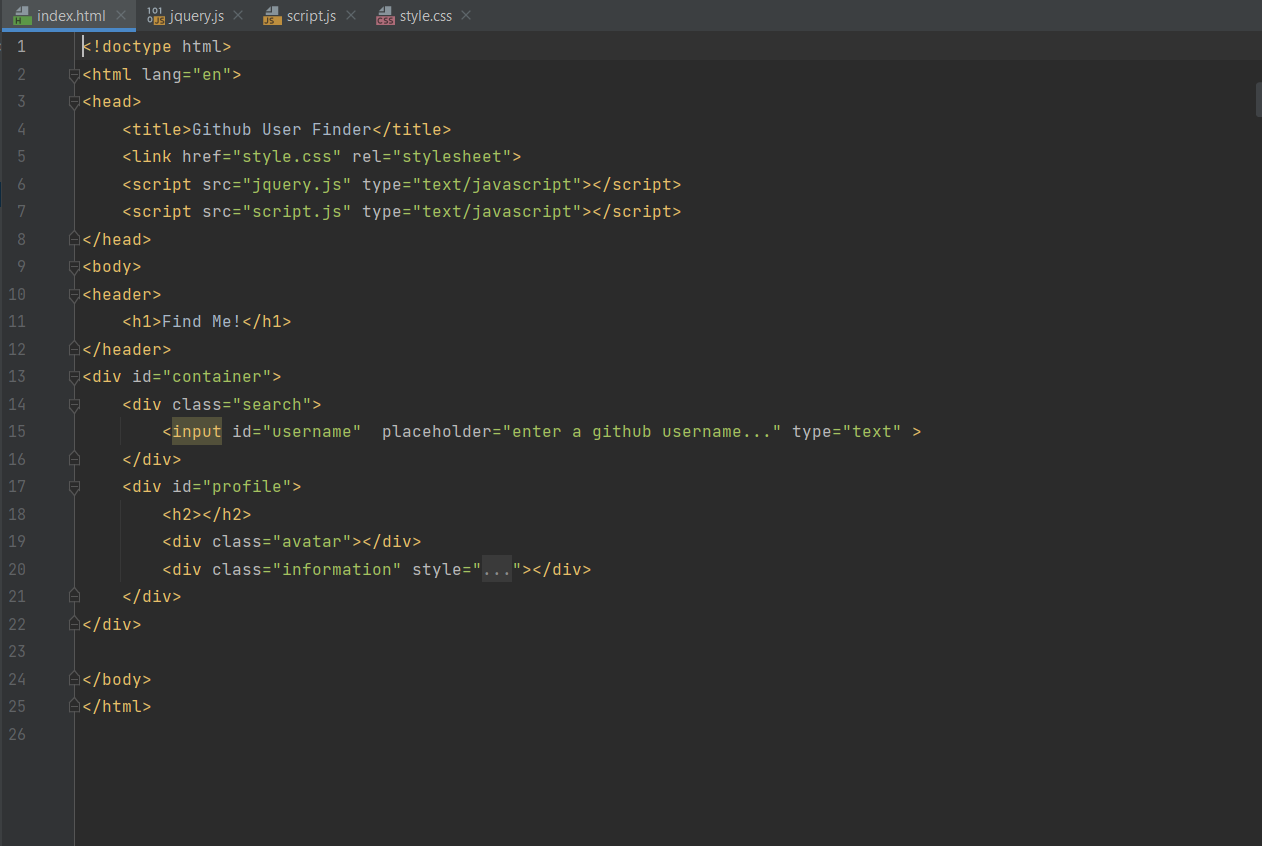 index.html jquery.js script.js style.css
1 <!doctype html>
2 <html lang="en">
3 <head>
4 <title>Github User Finder</title>
5 <link href="style.css" rel="stylesheet">
6 <script src="jquery.js" type="text/javascript"></script>
7 <script src="script.js" type="text/javascript"></script>
8 </head>
9 <body>
10 <header>
11 <h1>Find Me!</h1>
12 </header>
13 <div id="container">
14 <div class="search">
15 <input id="username"  placeholder="enter a github username..." type="text" >
16 </div>
17 <div id="profile">
18 <h2></h2>
19 <div class="avatar"></div>
20 <div class="information" style="..."></div>
21 </div>
22 </div>
23
24 </body>
25 </html>
26